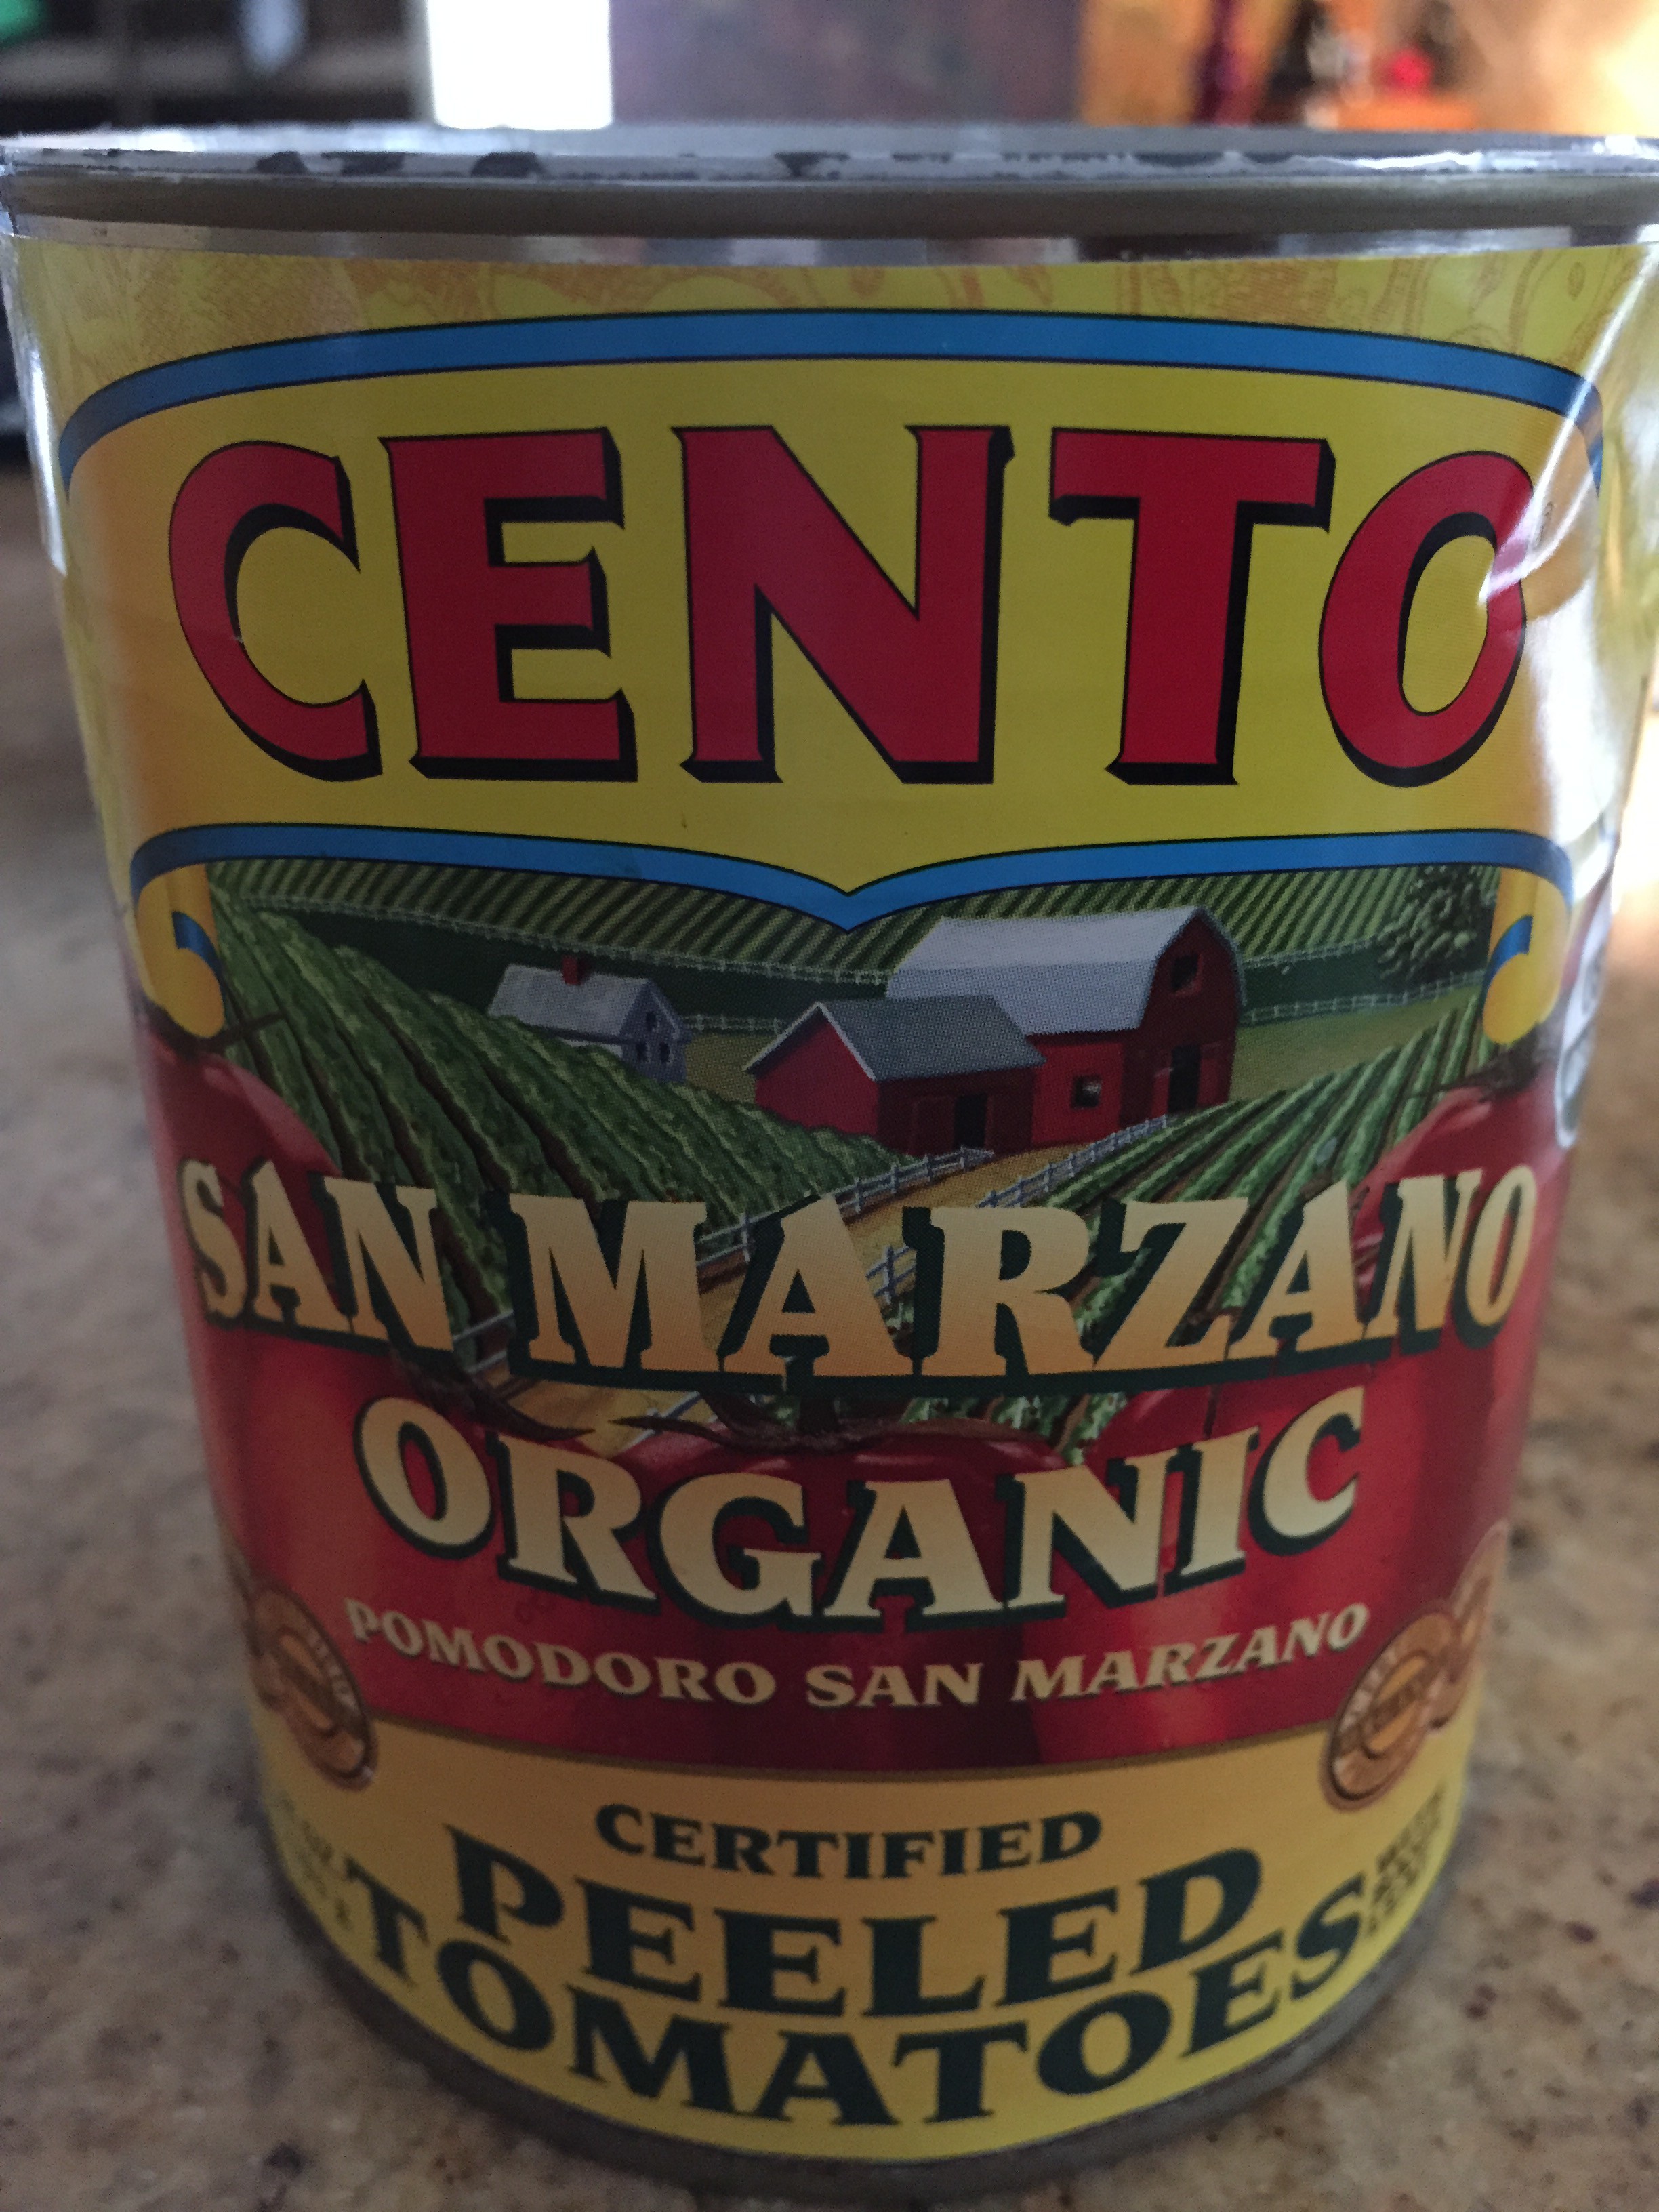 CENTO
SAN MARZANO
ORGANIC
POMODORO SAN MARZANO
CERTIFIED
PEELED
TOMATOES